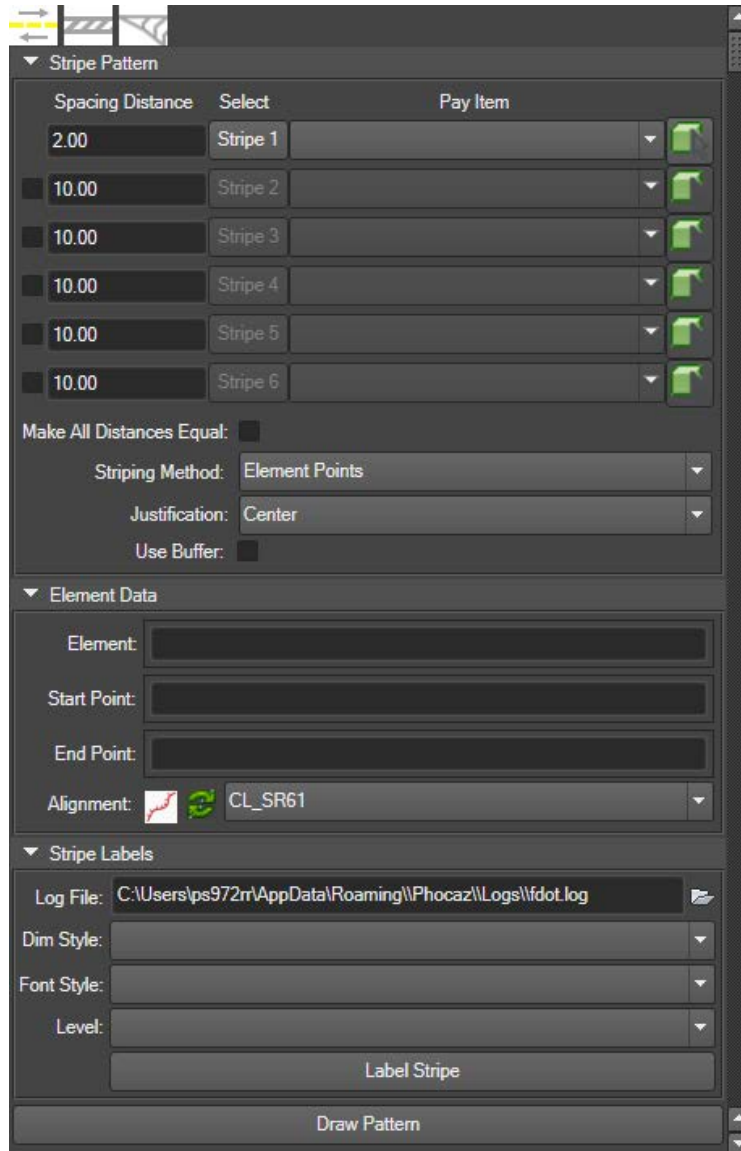 Stripe Pattern
Spacing Distance Select Pay Item
2.00 Stripe 1
10.00 Stripe 2
10.00 Stripe 3
10.00 Stripe 4
10.00 Stripe 5
10.00 Stripe 6
Make All Distances Equal:
Striping Method: Element Points
Justification: Center
Use Buffer:
Element Data
Element:
Start Point:
End Point:
Alignment: CL_SR61
Stripe Labels
Log File: C:\Users\ps972rr\AppData\Roaming\\Phocaz\\Logs\\fdot.log
Dim Style:
Font Style:
Level:
Label Stripe
Draw Pattern